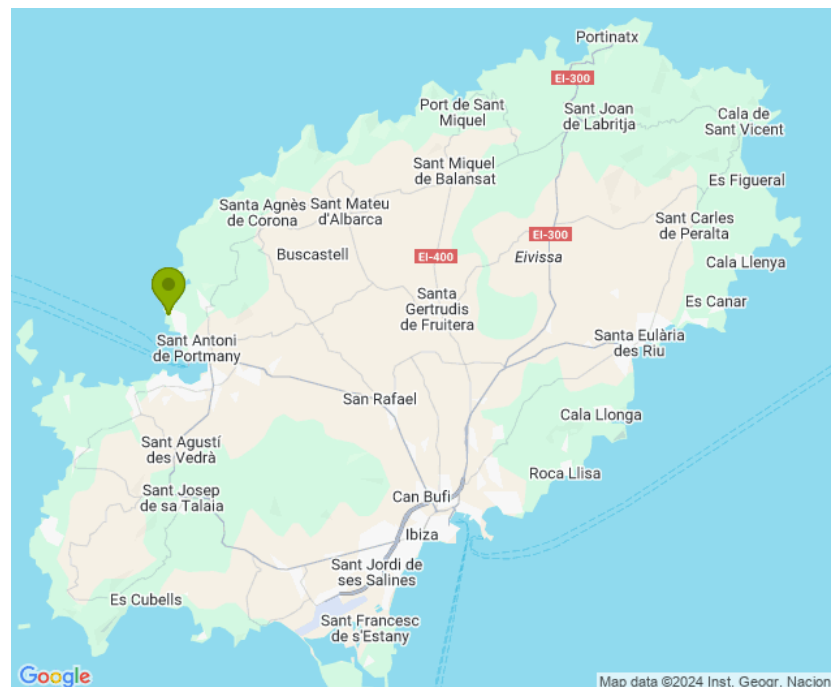 Portinatx
EI-300
Port de Sant
Miquel
Sant Joan
de Labritja
Cala de
Sant Vicent
Sant Miquel
de Balansat
Es Figueral
Santa Agnès
de Corona
Sant Mateu
d'Albarca
Sant Carles
de Peralta
EI-300
Buscastell
EI-400
Eivissa
Cala Llenya
Santa
Gertrudis
de Fruitera
Es Canar
Sant Antoni
de Portmany
Santa Eulària
des Riu
San Rafael
Cala Llonga
Sant Agustí
des Vedrà
Roca Llisa
Sant Josep
de sa Talaia
Can Bufi
Ibiza
Sant Jordi de
ses Salines
Es Cubells
Sant Francesc
de s'Estany
Google
Map data ©2024 Inst. Geogr. Nacion